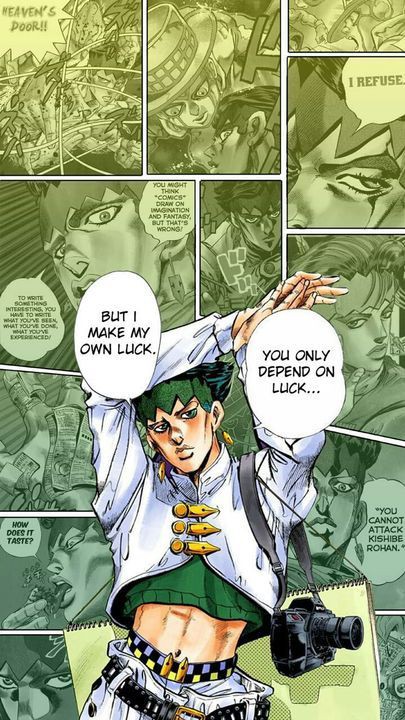 HEAVEN'S
DOOR!!
I REFUSE.
YOU MIGHT
THINK
"COMICS"
DRAW ON
IMAGINATION
AND FANTASY,
BUT THAT'S
WRONG!
TO WRITE
SOMETHING
INTERESTING, YOU
HAVE TO WRITE
WHAT YOU'VE SEEN,
WHAT YOU'VE DONE,
WHAT YOU'VE
EXPERIENCED!
ド
ド
BUT I
MAKE MY
OWN LUCK.
YOU ONLY
DEPEND ON
LUCK...
HOW DOES
IT TASTE?
"YOU
CANNOT
ATTACK
KISHIBE
ROHAN."